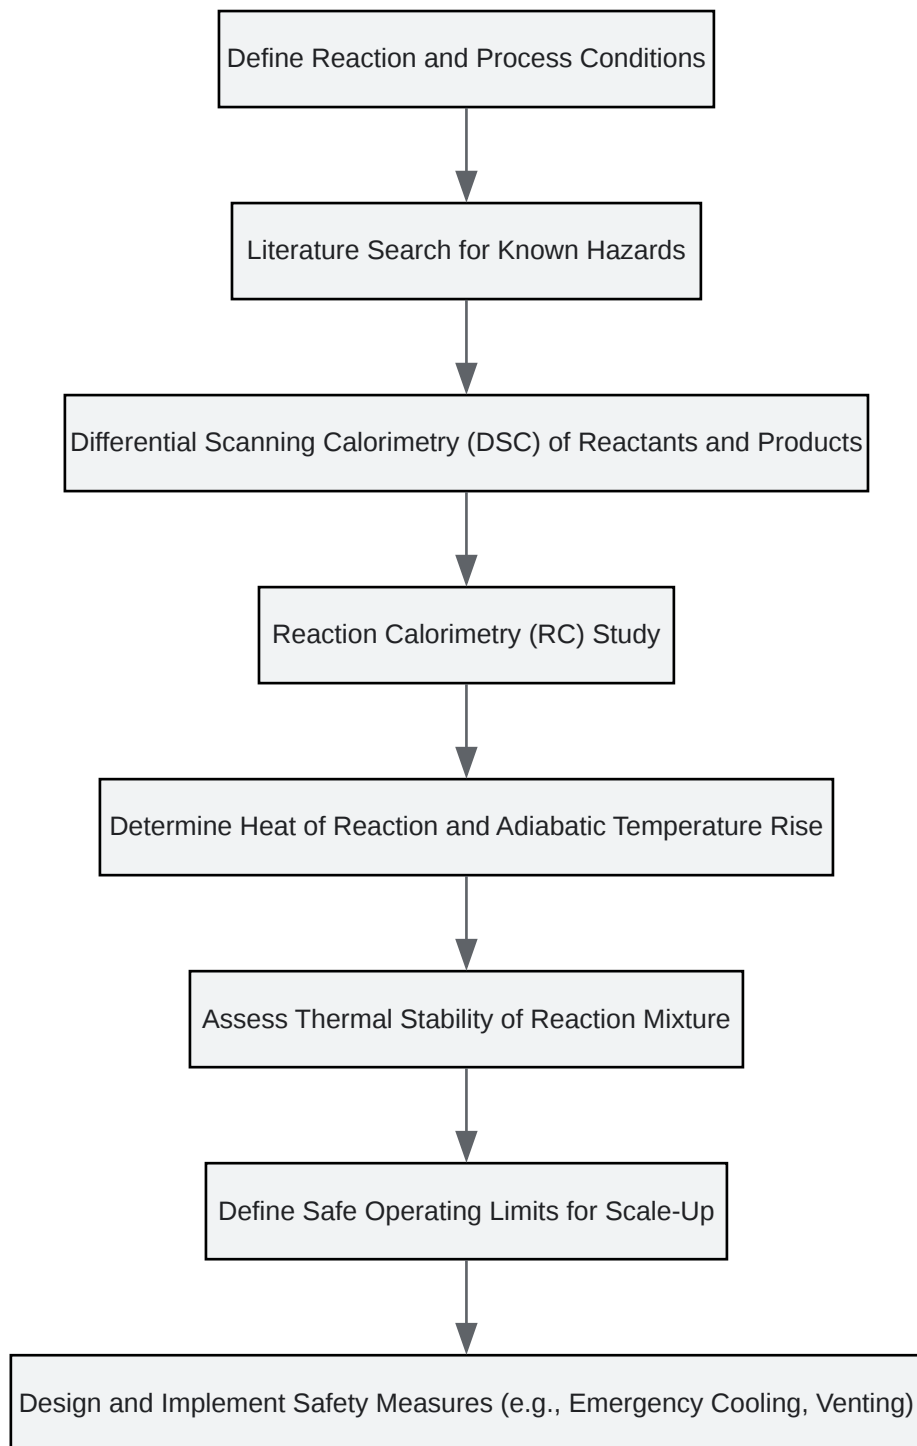 Define Reaction and Process Conditions
Literature Search for Known Hazards
Differential Scanning Calorimetry (DSC) of Reactants and Products
Reaction Calorimetry (RC) Study
Determine Heat of Reaction and Adiabatic Temperature Rise
Assess Thermal Stability of Reaction Mixture
Define Safe Operating Limits for Scale-Up
Design and Implement Safety Measures (e.g., Emergency Cooling, Venting)